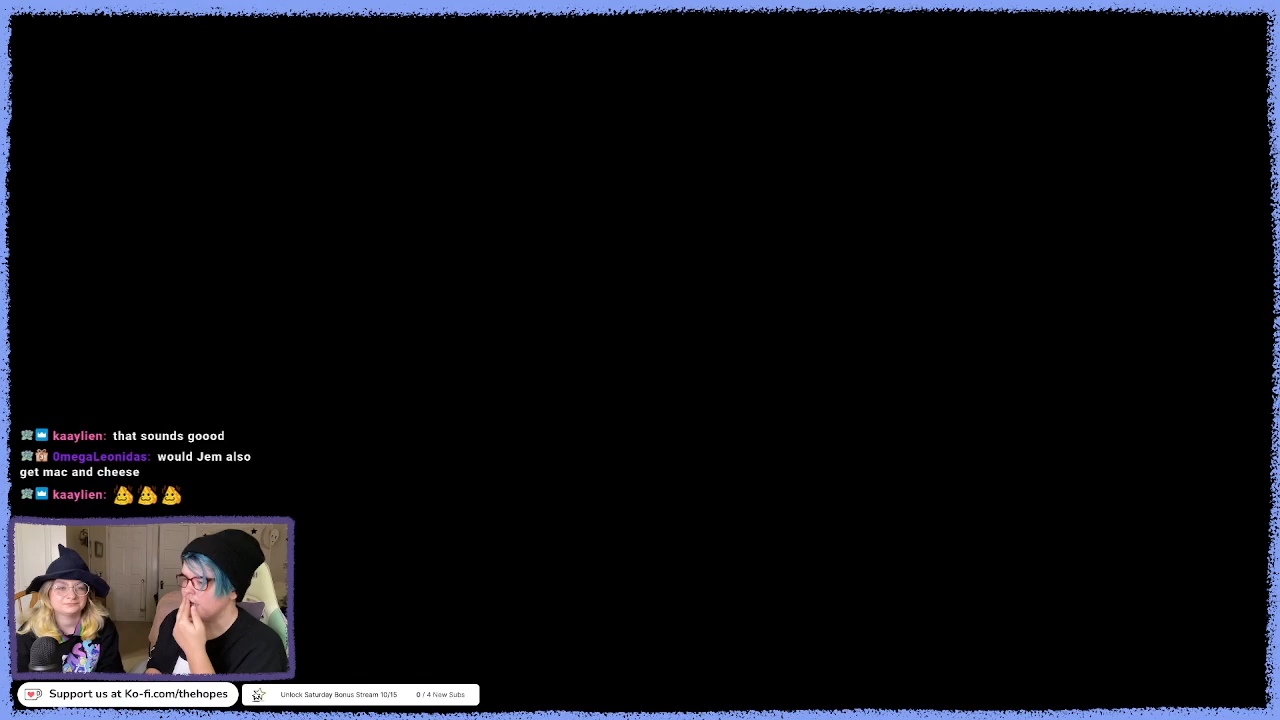 kaaylien: that sounds goood
OmegaLeonidas: would Jem also
get mac and cheese
kaaylien:
Support us at Ko-fi.com/thehopes
Unlock Saturday Bonus Stream 10/15 0 / 4 New Subs